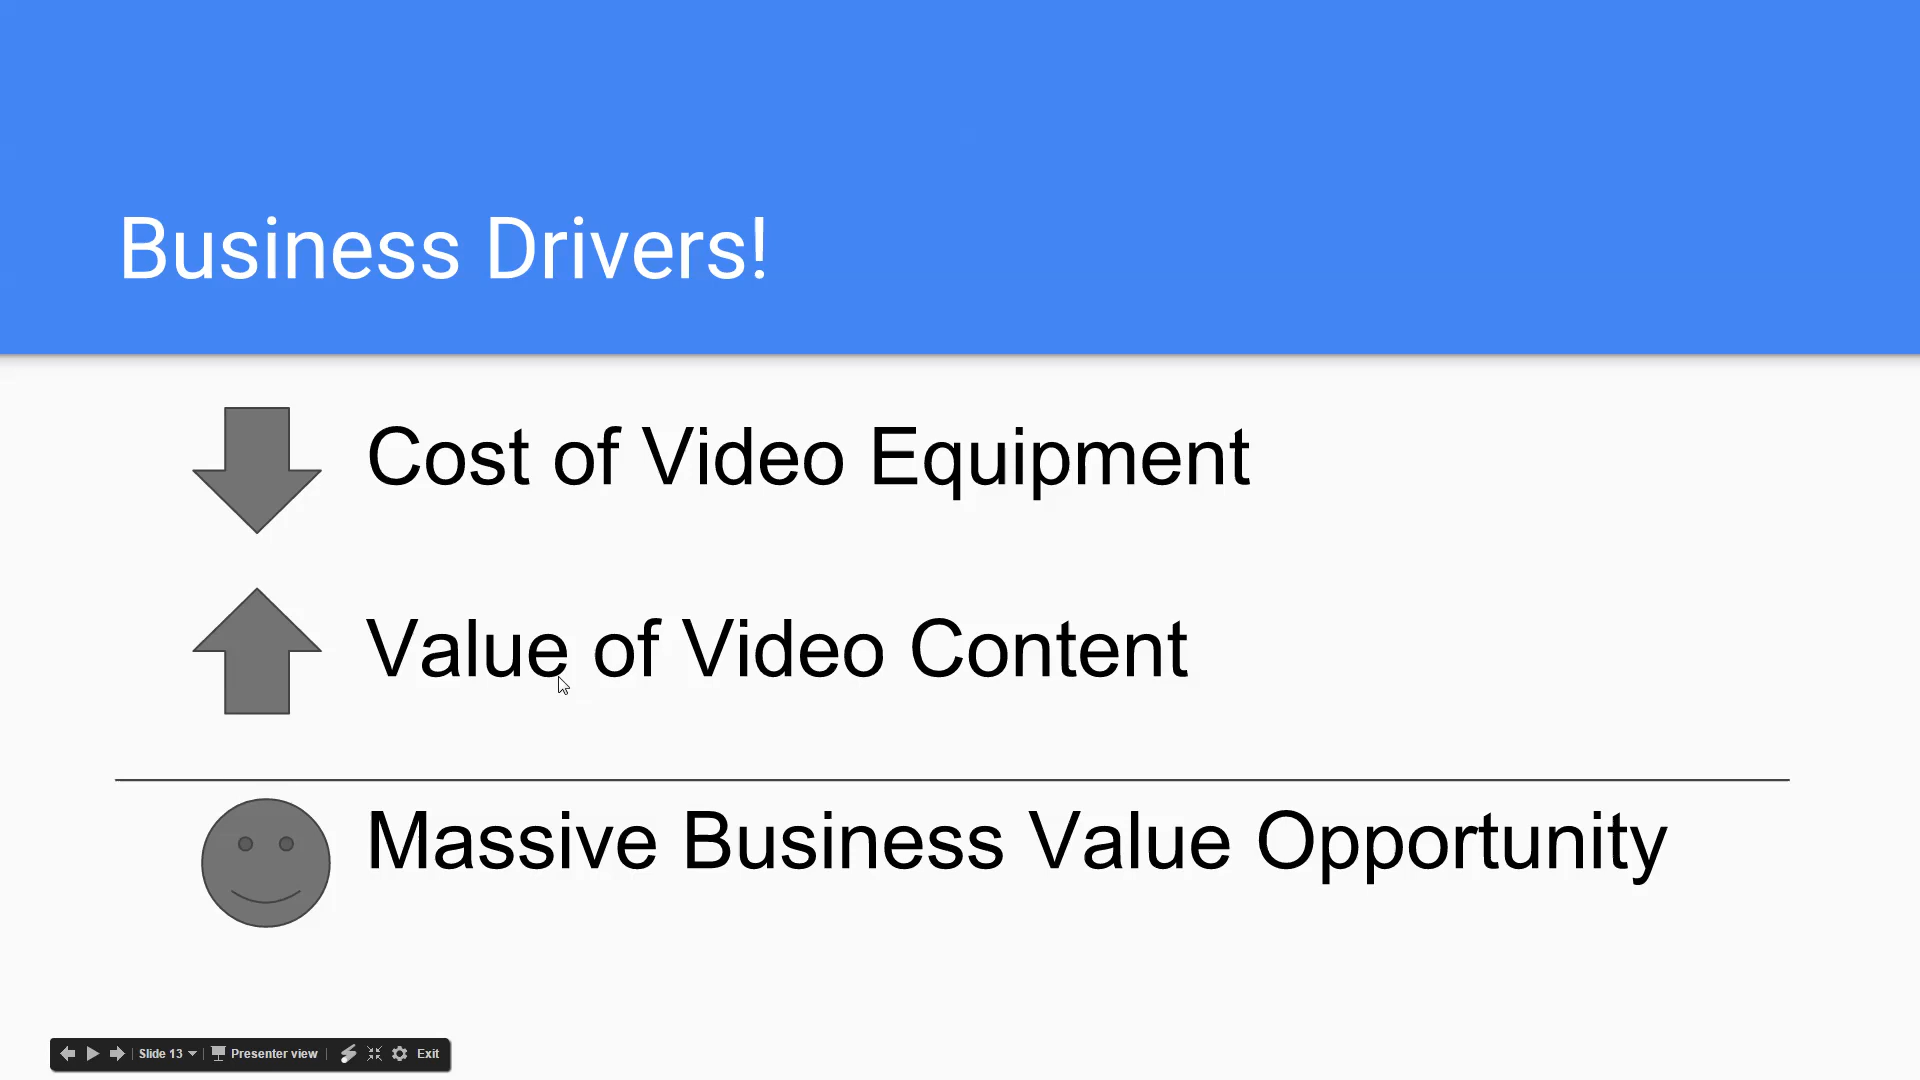 Business Drivers!
Cost of Video Equipment
Value of Video Content
Massive Business Value Opportunity
Slide 13 Presenter view Exit